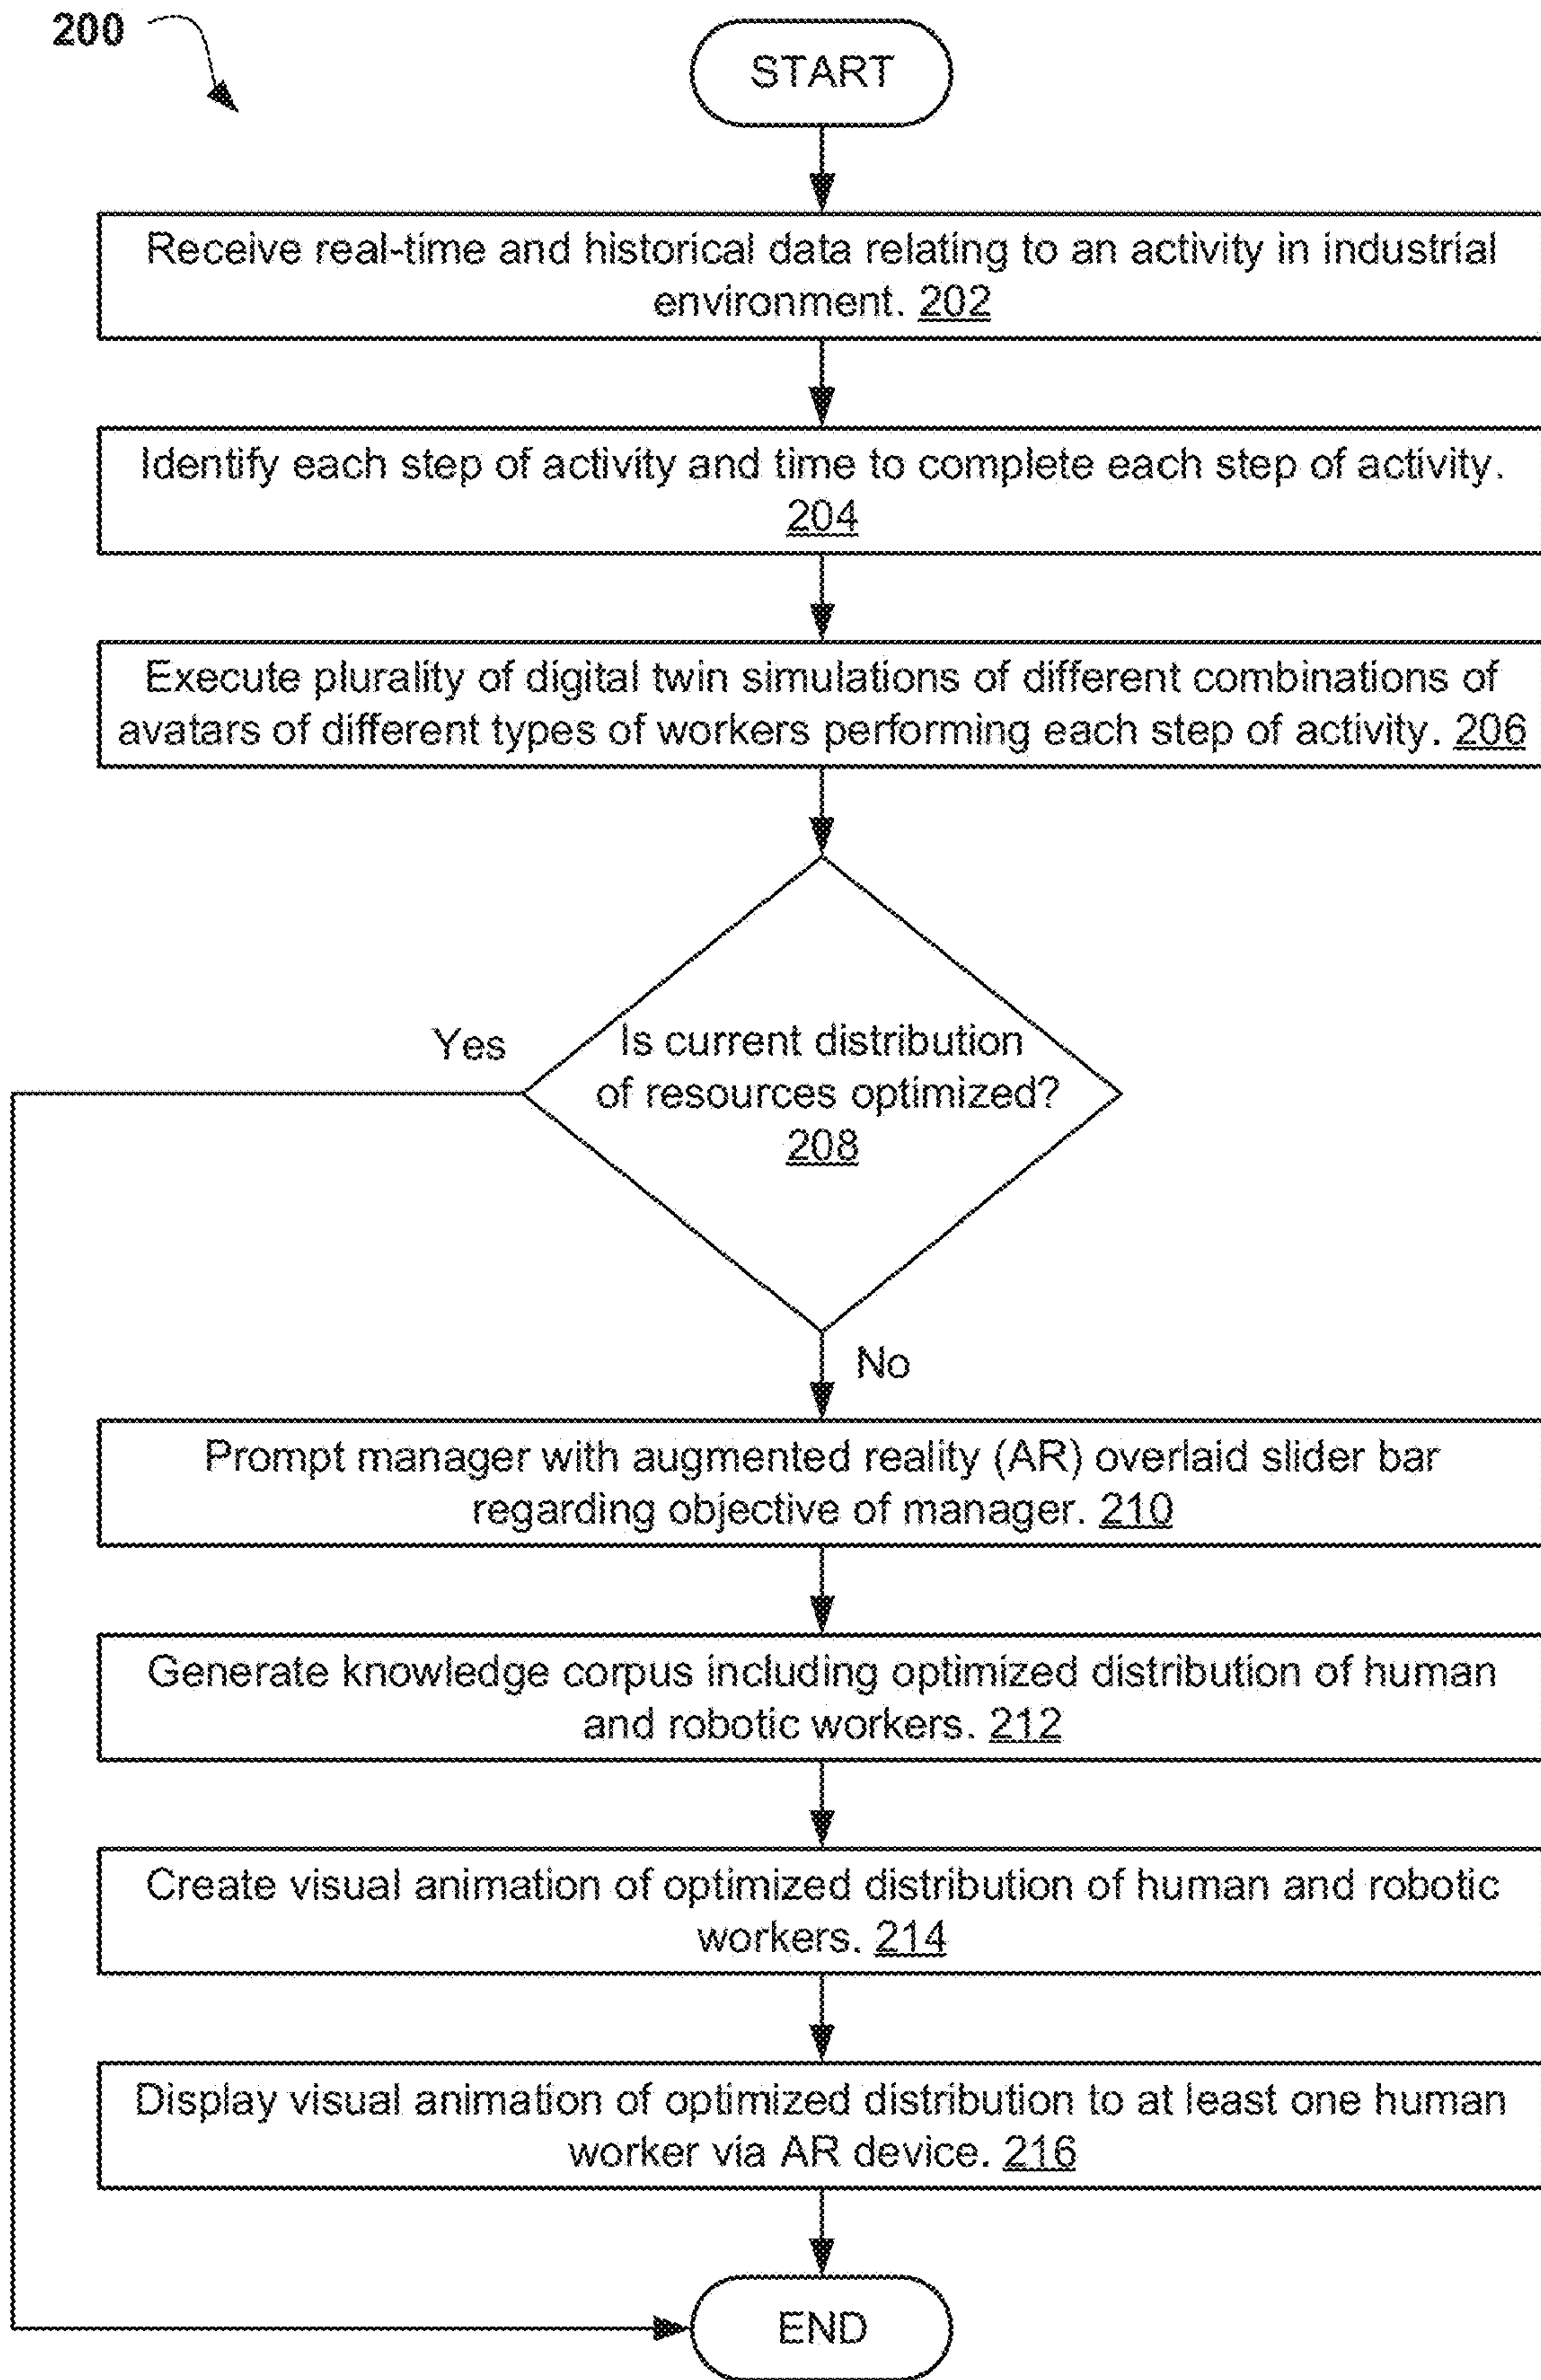 200
START
Receive real-time and historical data relating to an activity in industrial
environment. 202
Identify each step of activity and time to complete each step of activity.
204
Execute plurality of digital twin simulations of different combinations of
avatars of different types of workers performing each step of activity. 206
Is current distribution
of resources optimized?
208
Yes
No
Prompt manager with augmented reality (AR) overlaid slider bar
regarding objective of manager. 210
Generate knowledge corpus including optimized distribution of human
and robotic workers. 212
Create visual animation of optimized distribution of human and robotic
workers. 214
Display visual animation of optimized distribution to at least one human
worker via AR device. 216
END